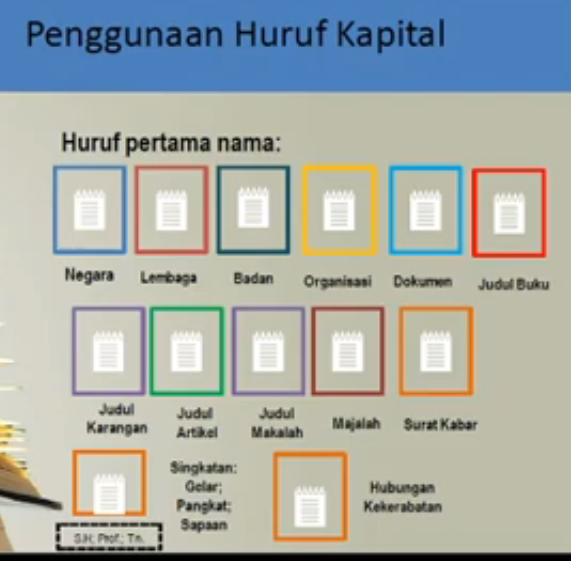 Penggunaan Huruf Kapital
Huruf pertama nama:
Negara
Lembaga
Badan
Organisasi
Dokumen
Judul Buku
Judul
Karangan
Judul
Artikel
Judul
Makalah
Majalah
Surat Kabar
Singkatan:
Gelar;
Pangkat;
Sapaan
Hubungan
Kekerabatan
S.H; Prof.; Tn.